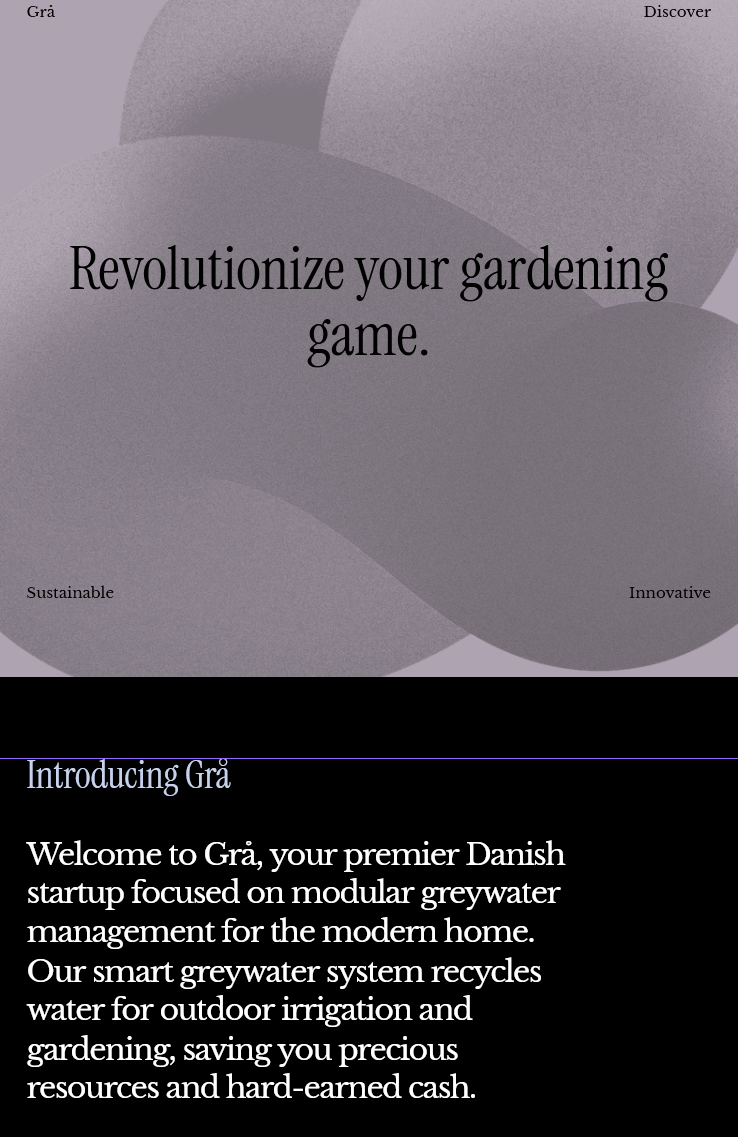 Grå
Discover
Revolutionize your gardening
game.
Sustainable
Innovative
Introducing Grå
Welcome to Grå, your premier Danish
startup focused on modular greywater
management for the modern home.
Our smart greywater system recycles
water for outdoor irrigation and
gardening, saving you precious
resources and hard-earned cash.